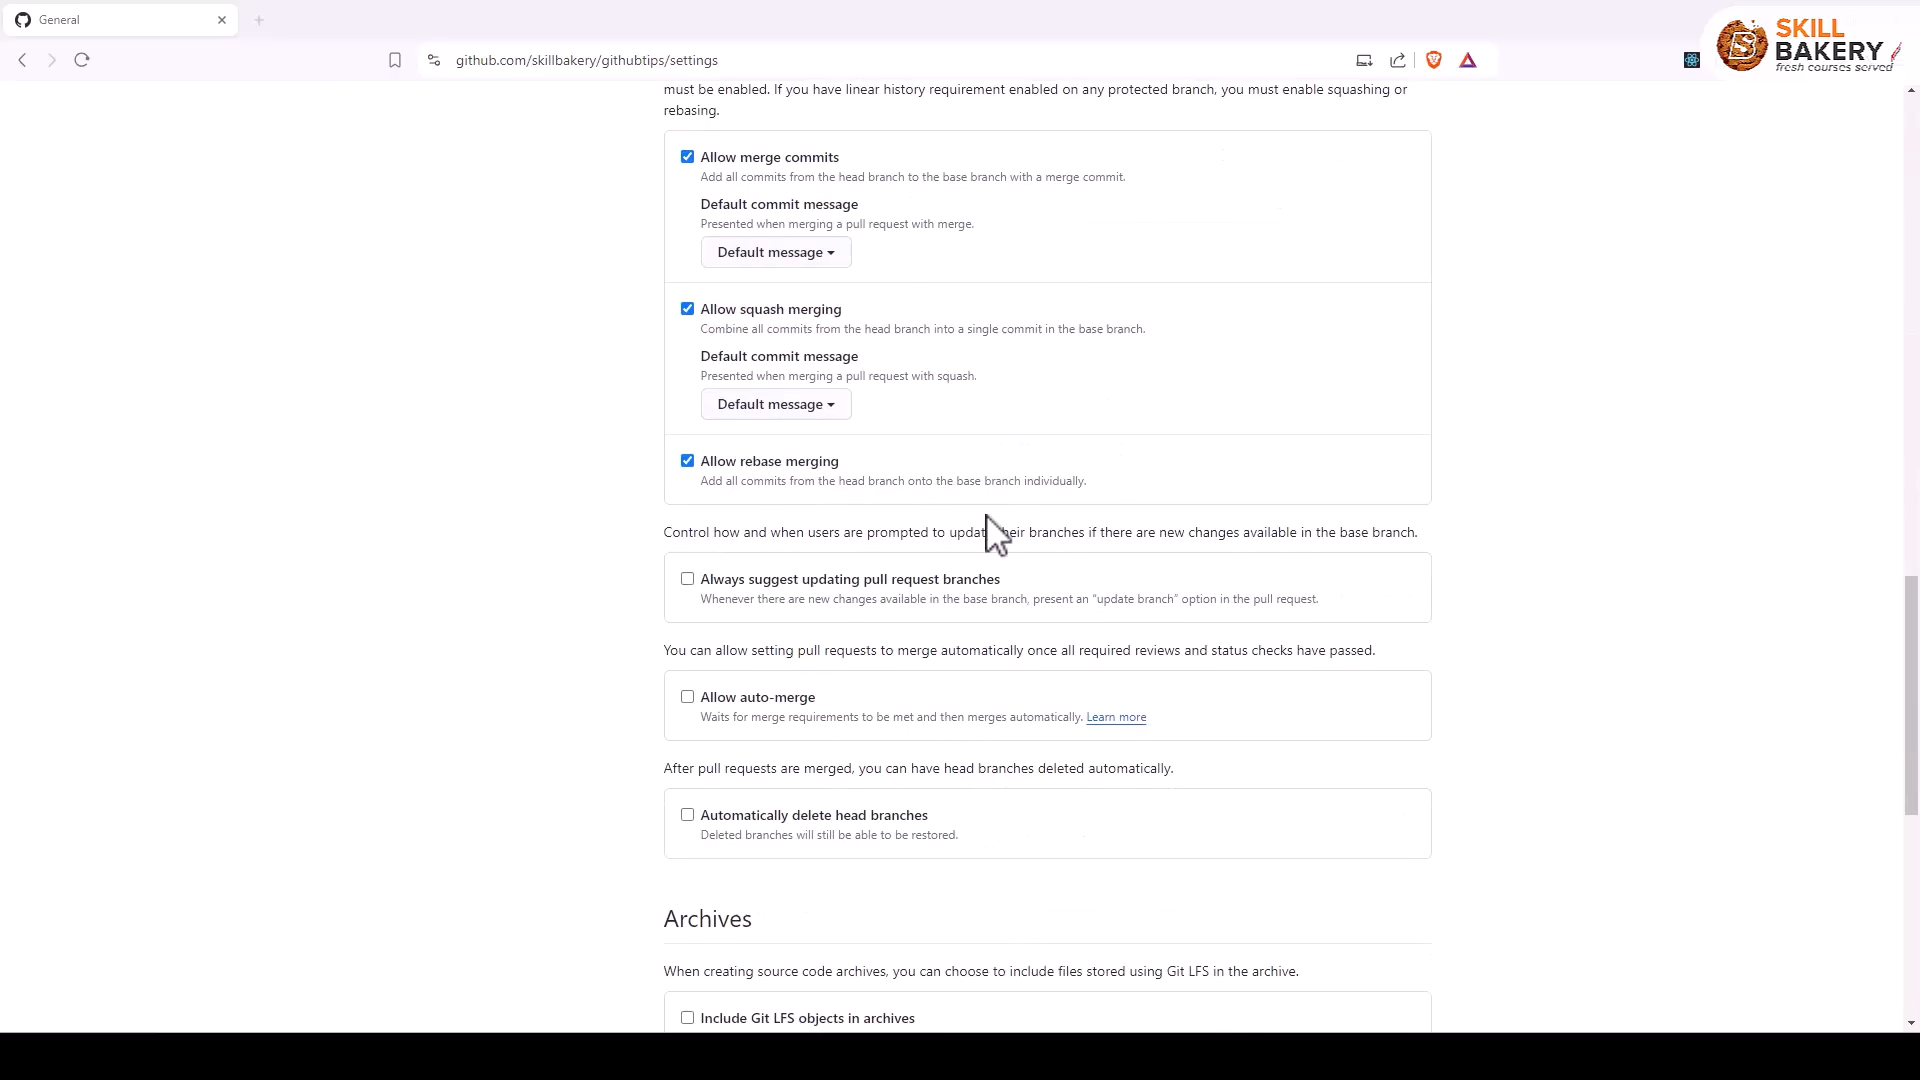 General
SKILL
BAKERY
fresh courses served
github.com/skillbakery/githubtips/settings
must be enabled. If you have linear history requirement enabled on any protected branch, you must enable squashing or
rebasing.
Allow merge commits
Add all commits from the head branch to the base branch with a merge commit.
Default commit message
Presented when merging a pull request with merge.
Default message
Allow squash merging
Combine all commits from the head branch into a single commit in the base branch.
Default commit message
Presented when merging a pull request with squash.
Default message
Allow rebase merging
Add all commits from the head branch onto the base branch individually.
Control how and when users are prompted to branches if there are new changes available in the base branch.
Always suggest updating pull request branches
Whenever there are new changes available in the base branch, present an “update branch” option in the pull request.
You can allow setting pull requests to merge automatically once all required reviews and status checks have passed.
Allow auto-merge
Waits for merge requirements to be met and then merges automatically. Learn more
After pull requests are merged, you can have head branches deleted automatically.
Automatically delete head branches
Deleted branches will still be able to be restored.
Archives
When creating source code archives, you can choose to include files stored using Git LFS in the archive.
Include Git LFS objects in archives